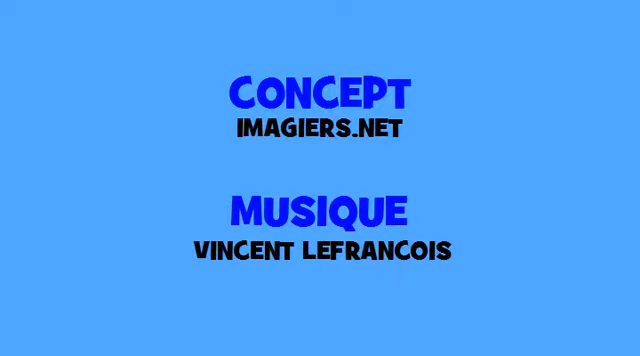 CONCEPT
IMAGIERS.NET
MUSIQUE
VINCENT LEFRANCOIS